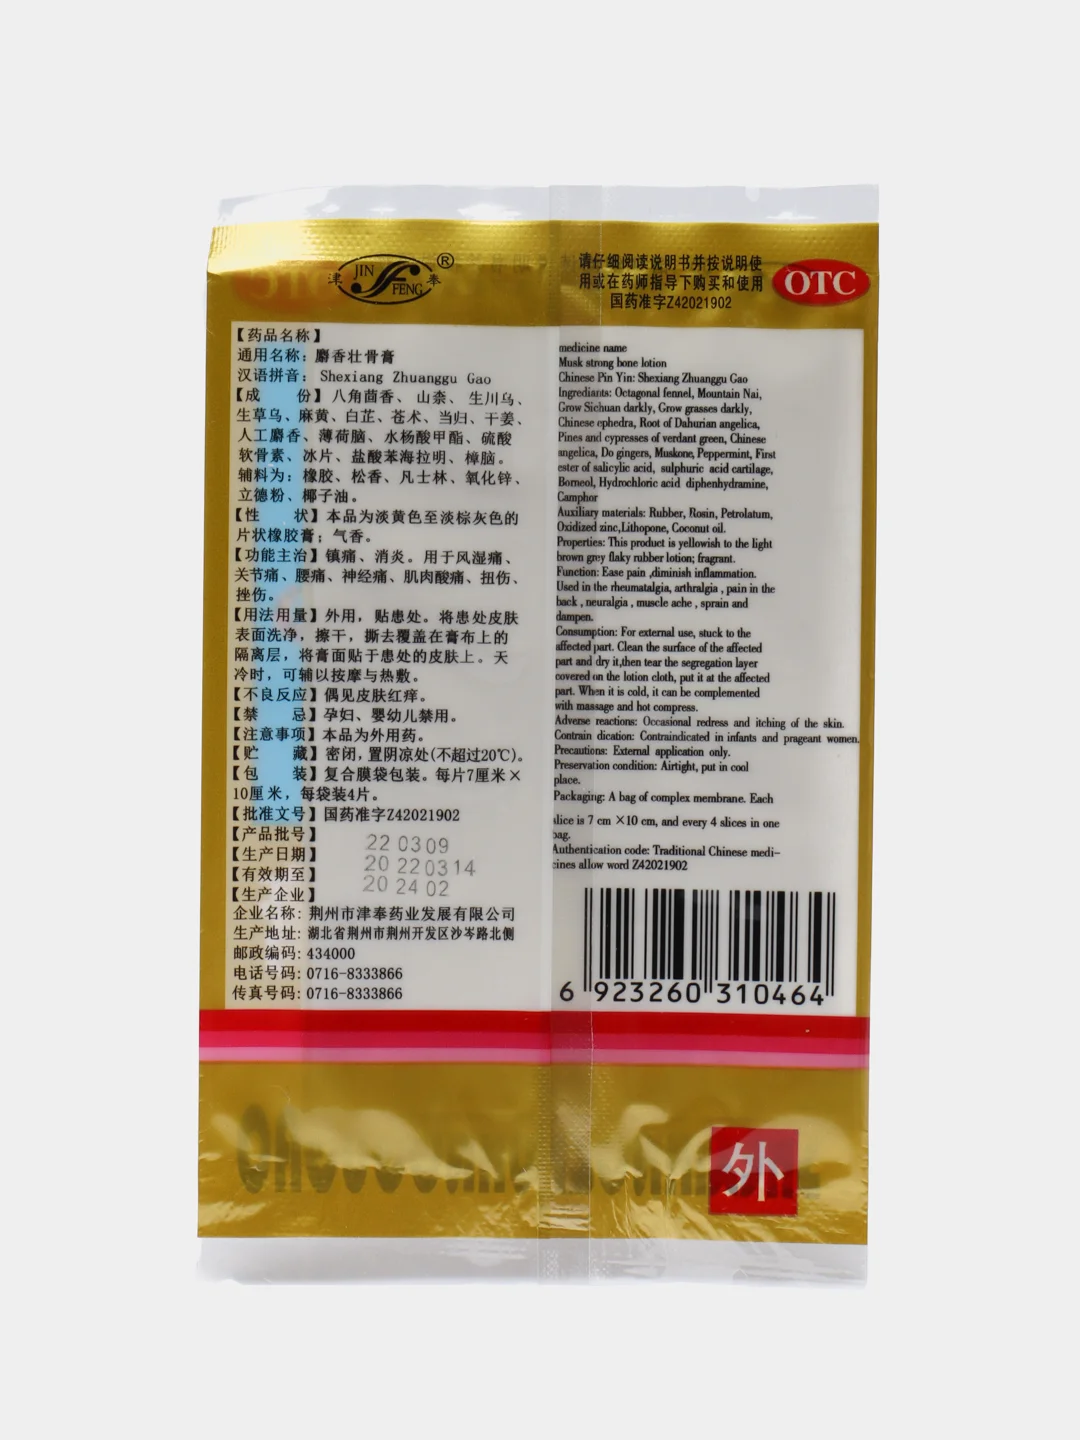 津 JIN FENG 奉 ®
请仔细阅读说明书并按说明使
用或在药师指导下购买和使用
国药准字Z42021902
OTC
【药品名称】
通用名称：麝香壮骨膏
汉语拼音： Shexiang Zhuanggu Gao
【成 份】八角茴香、山柰、生川乌、
生草乌、麻黄、白芷、苍术、当归、干姜、
人工麝香、薄荷脑、水杨酸甲酯、硫酸
软骨素、冰片、盐酸苯海拉明、樟脑。
辅料为：橡胶、松香、凡士林、氧化锌、
立德粉、椰子油。
【性 状】本品为淡黄色至淡棕灰色的
片状橡胶膏；气香。
【功能主治】镇痛、消炎。用于风湿痛、
关节痛、腰痛、神经痛、肌肉酸痛、扭伤、
挫伤。
【用法用量】外用，贴患处。将患处皮肤
表面洗净，擦干，撕去覆盖在膏布上的
隔离层，将膏面贴于患处的皮肤上。天
冷时，可辅以按摩与热敷。
【不良反应】偶见皮肤红痒。
【禁 忌】孕妇、婴幼儿禁用。
【注意事项】本品为外用药。
【贮 藏】密闭，置阴凉处(不超过20℃)。
【包 装】复合膜袋包装。每片7厘米×
10厘米，每袋装4片。
【批准文号】国药准字Z42021902
【产品批号】 22 0309
【生产日期】 20 220314
【有效期至】 20 24 02
【生产企业】
企业名称: 荆州市津奉药业发展有限公司
生产地址: 湖北省荆州市荆州开发区沙岑路北侧
邮政编码: 434000
电话号码: 0716-8333866
传真号码: 0716-8333866
medicine name
Musk strong bone lotion
Chinese Pin Yin: Shexiang Zhuanggu Gao
Ingrediants: Octagonal fennel, Mountain Nai,
Grow Sichuan darkly, Grow grasses darkly,
Chinese ephedra, Root of Dahurian angelica,
Pines and cypresses of verdant green, Chinese
angelica, Do gingers, Muskone, Peppermint, First
ester of salicylic acid, sulphuric acid cartilage,
Borneol, Hydrochloric acid diphenhydramine,
Camphor
Auxiliary materials: Rubber, Rosin, Petrolatum,
Oxidized zinc,Lithopone, Coconut oil.
Properties: This product is yellowish to the light
brown grey flaky rubber lotion; fragrant.
Function: Ease pain ,diminish inflammation.
Used in the rheumatalgia, arthralgia , pain in the
back , neuralgia , muscle ache , sprain and
dampen.
Consumption: For external use, stuck to the
affected part. Clean the surface of the affected
part and dry it,then tear the segregation layer
covered on the lotion cloth, put it at the affected
part. When it is cold, it can be complemented
with massage and hot compress.
Adverse reactions: Occasional redress and itching of the skin.
Contrain dication: Contraindicated in infants and prageant women.
Precautions: External application only.
Preservation condition: Airtight, put in cool
place.
Packaging: A bag of complex membrane. Each
slice is 7 cm ×10 cm, and every 4 slices in one
bag.
Authentication code: Traditional Chinese medi-
cines allow word Z42021902
6 923260 310464
外